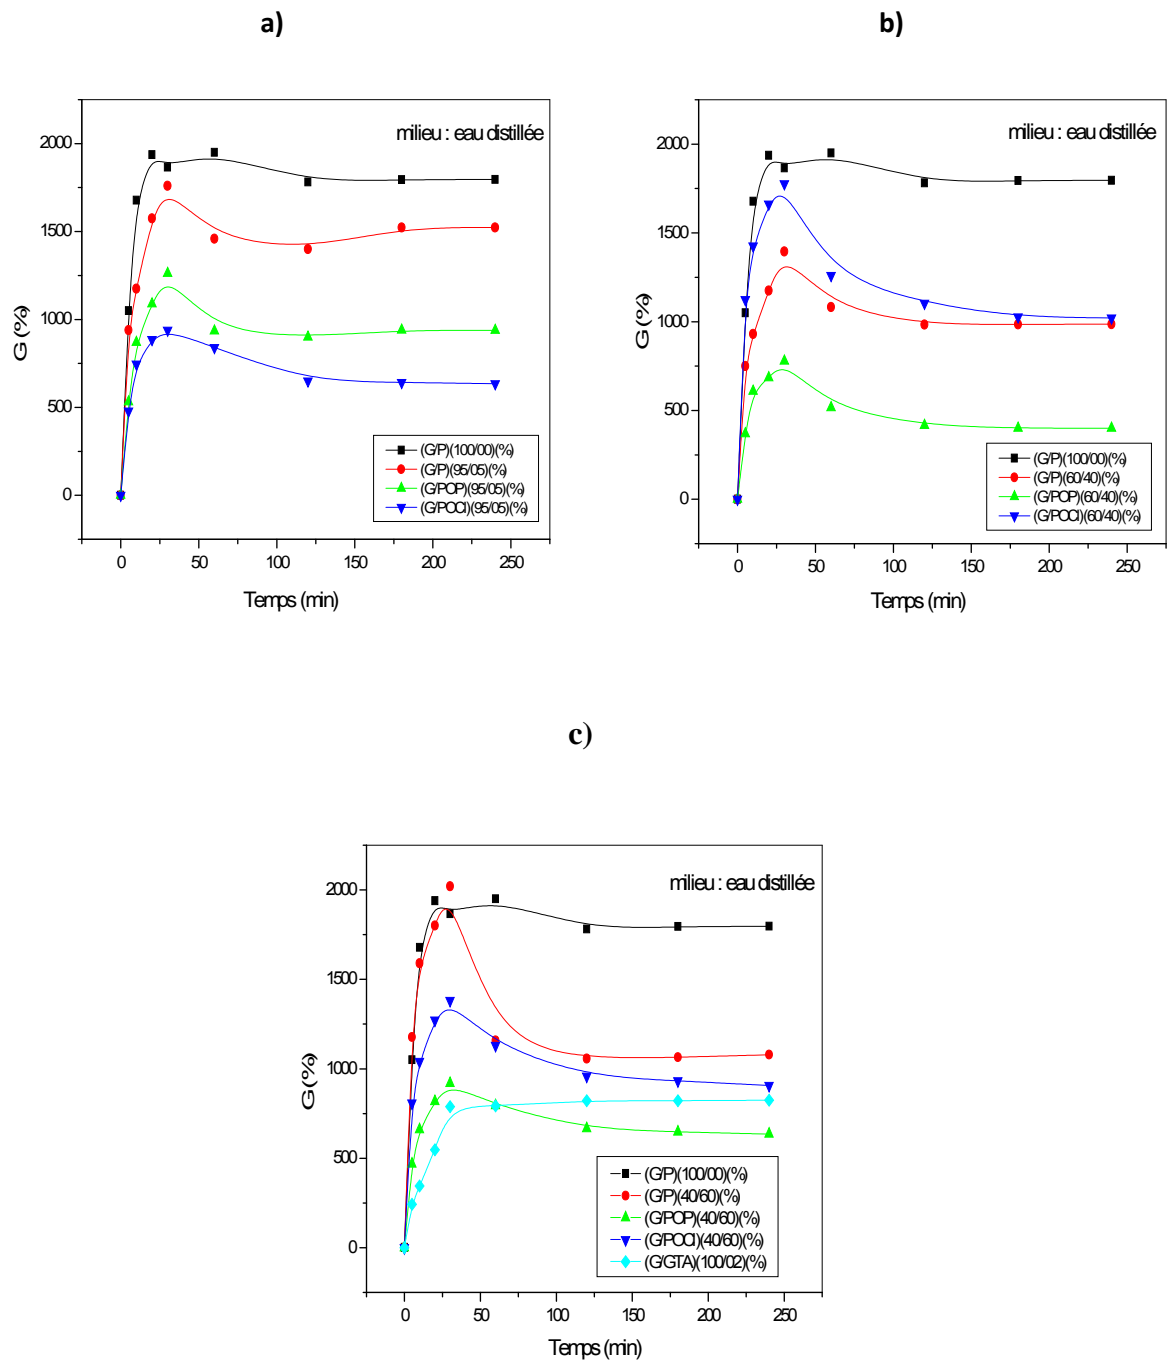 a)
b)
milieu : eau distillée
2000
1500
1000
500
0
G (%)
(G/P)(100/00)(%)
(G/P)(95/05)(%)
(G/POP)(95/05)(%)
(G/POCl)(95/05)(%)
0 50 100 150 200 250
Temps (min)
milieu : eau distillée
2000
1500
1000
500
0
G (%)
(G/P)(100/00)(%)
(G/P)(60/40)(%)
(G/POP)(60/40)(%)
(G/POCl)(60/40)(%)
0 50 100 150 200 250
Temps (min)
c)
milieu : eau distillée
2000
1500
1000
500
0
G (%)
(G/P)(100/00)(%)
(G/P)(40/60)(%)
(G/POP)(40/60)(%)
(G/POCl)(40/60)(%)
(G/GTA)(100/02)(%)
0 50 100 150 200 250
Temps (min)